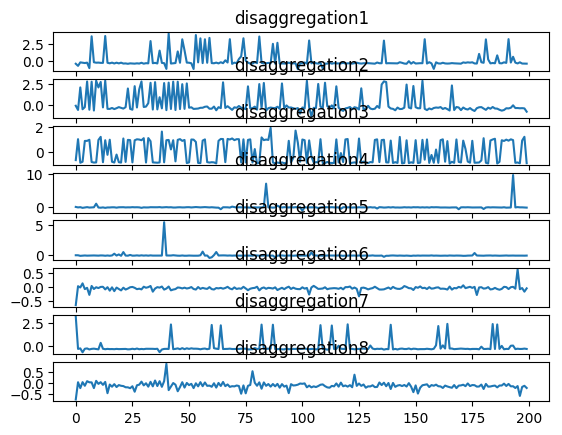 disaggregation1
2.5
0.0
disaggregation2
2.5
0.0
disaggregation3
2
0
disaggregation4
10
0
disaggregation5
5
0
disaggregation6
0.5
0.0
−0.5
disaggregation7
2.5
0.0
disaggregation8
0.5
0.0
−0.5
0 25 50 75 100 125 150 175 200